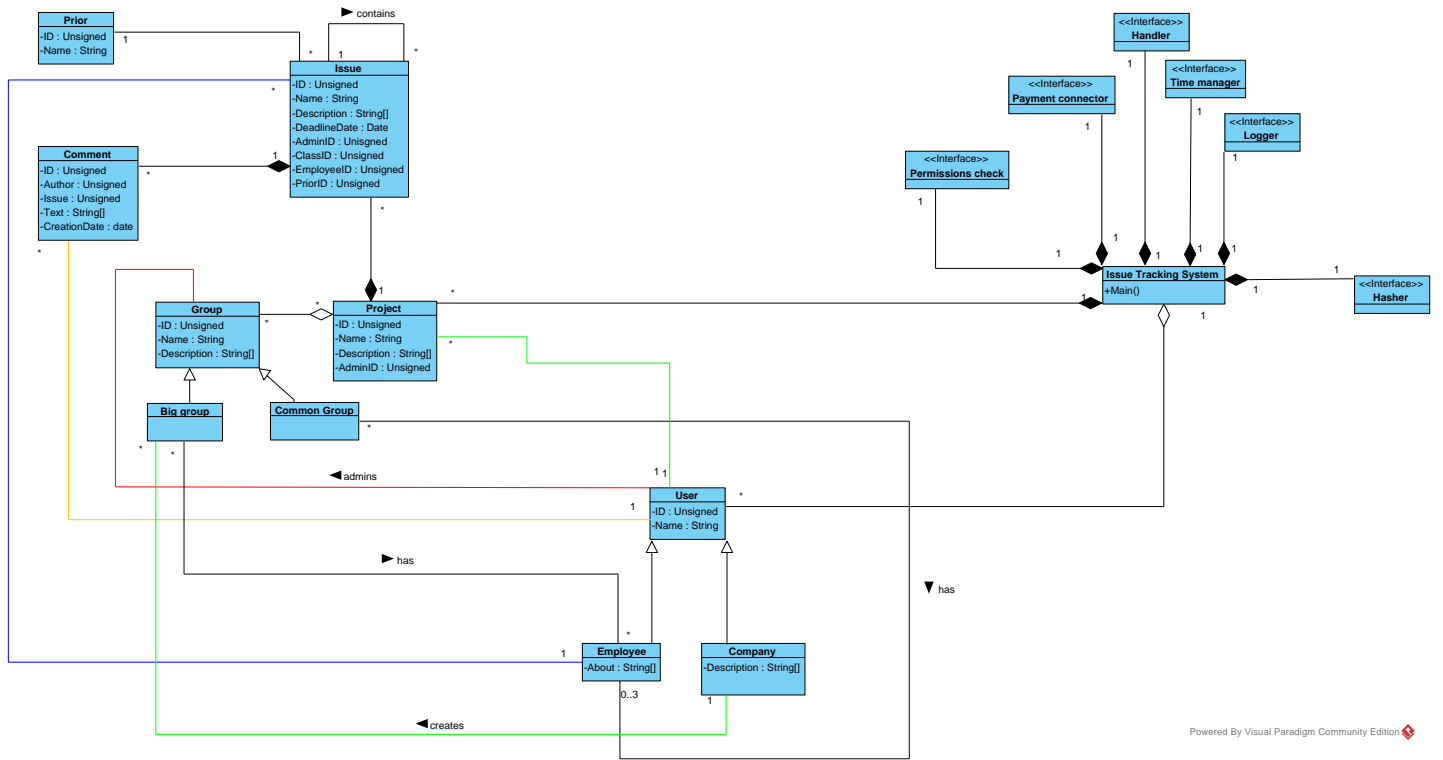 Prior
-ID : Unsigned
-Name : String
1
*
contains
1
*
Issue
-ID : Unsigned
-Name : String
-Description : String[]
-DeadlineDate : Date
-AdminID : Unisgned
-ClassID : Unsigned
-EmployeeID : Unsigned
-PriorID : Unsigned
*
1
*
*
Comment
-ID : Unsigned
-Author : Unsigned
-Issue : Unsigned
-Text : String[]
-CreationDate : date
*
<<Interface>>
Handler
1
<<Interface>>
Time manager
1
<<Interface>>
Payment connector
1
<<Interface>>
Logger
1
<<Interface>>
Permissions check
1
1
1
1
1
1
Issue Tracking System
+Main()
1
1
<<Interface>>
Hasher
1
1
*
1
Group
-ID : Unsigned
-Name : String
-Description : String[]
*
*
Project
-ID : Unsigned
-Name : String
-Description : String[]
-AdminID : Unsigned
*
Big group
*
*
Common Group
*
admins
1
1
1
*
User
-ID : Unsigned
-Name : String
has
has
*
1
Employee
-About : String[]
0..3
Company
-Description : String[]
1
creates
Powered By Visual Paradigm Community Edition